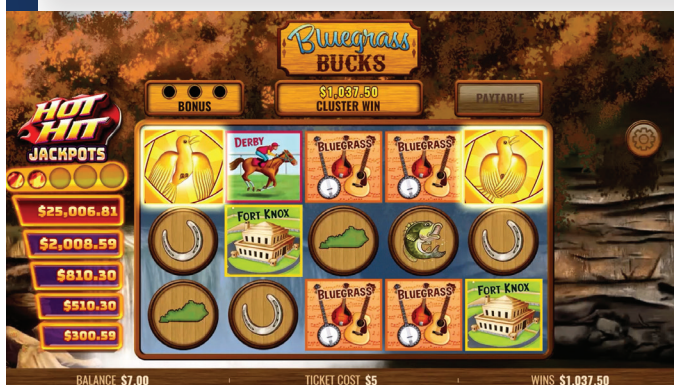 Bluegrass
BUCKS
BONUS
$1,037.50
CLUSTER WIN
PAYTABLE
HOT
HIT
JACKPOTS
$25,006.81
$2,008.59
$810.30
$510.30
$300.59
DERBY
BLUEGRASS
BLUEGRASS
FORT KNOX
BLUEGRASS
BLUEGRASS
FORT KNOX
BALANCE $7.00
TICKET COST $5
WINS $1,037.50